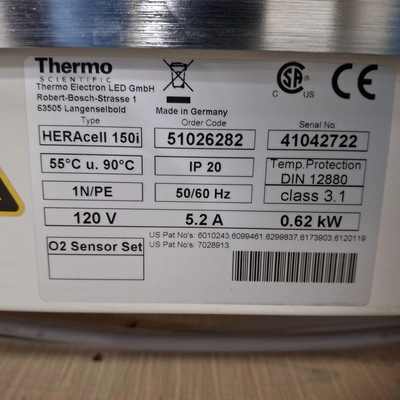 Thermo
SCIENTIFIC
Thermo Electron LED GmbH
Robert-Bosch-Strasse 1
63505 Langenselbold
Made in Germany
CSA
C US
Type
Order Code
Serial No.
HERAcell 150i
51026282
41042722
55°C u. 90°C
IP 20
Temp.Protection
DIN 12880
class 3.1
1N/PE
50/60 Hz
120 V
5.2 A
0.62 kW
O2 Sensor Set
US Pat No's: 6010243,6099461,6299837,6173903,6120119
US Pat No's: 7028913